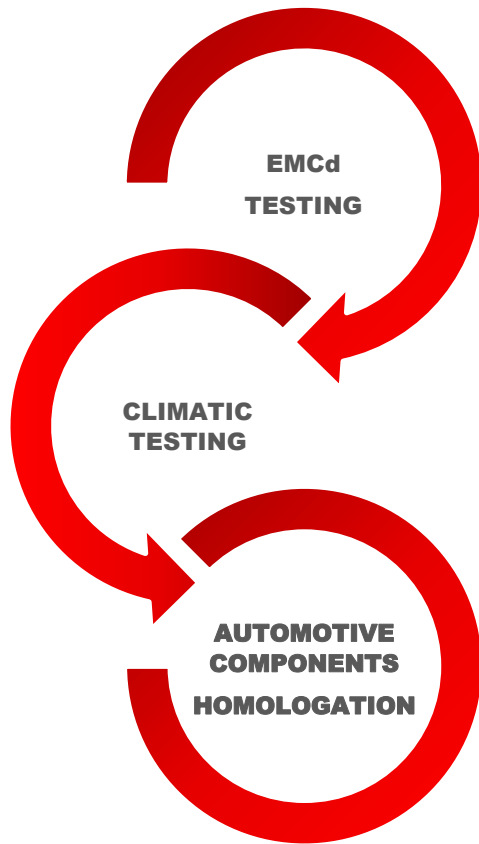 EMCd
TESTING
CLIMATIC
TESTING
AUTOMOTIVE
COMPONENTS
HOMOLOGATION